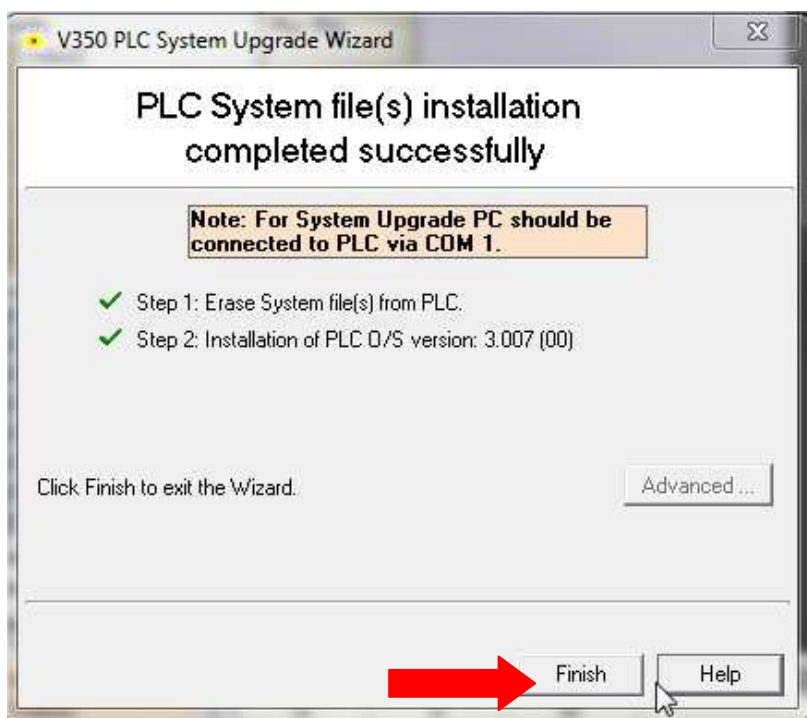 V350 PLC System Upgrade Wizard
PLC System file(s) installation
completed successfully
Note: For System Upgrade PC should be
connected to PLC via COM 1.
Step 1: Erase System file(s) from PLC.
Step 2: Installation of PLC O/S version: 3.007 (00)
Click Finish to exit the Wizard.
Advanced ...
Finish
Help